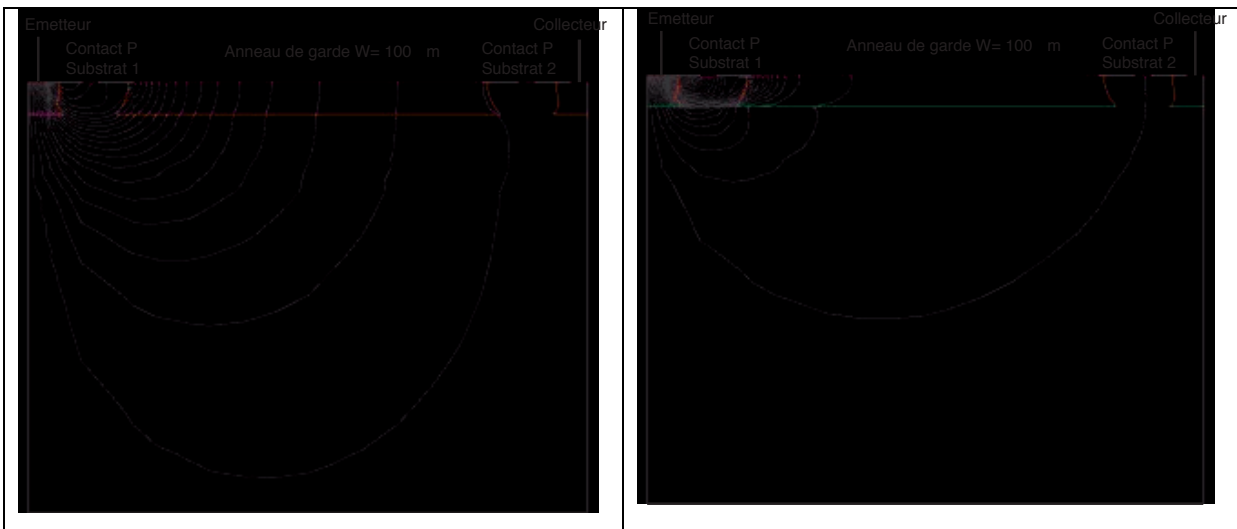 Emetteur
Collecteur
Contact P
Substrat 1
Anneau de garde W= 100 m
Contact P
Substrat 2
Emetteur
Collecteur
Contact P
Substrat 1
Anneau de garde W= 100 m
Contact P
Substrat 2